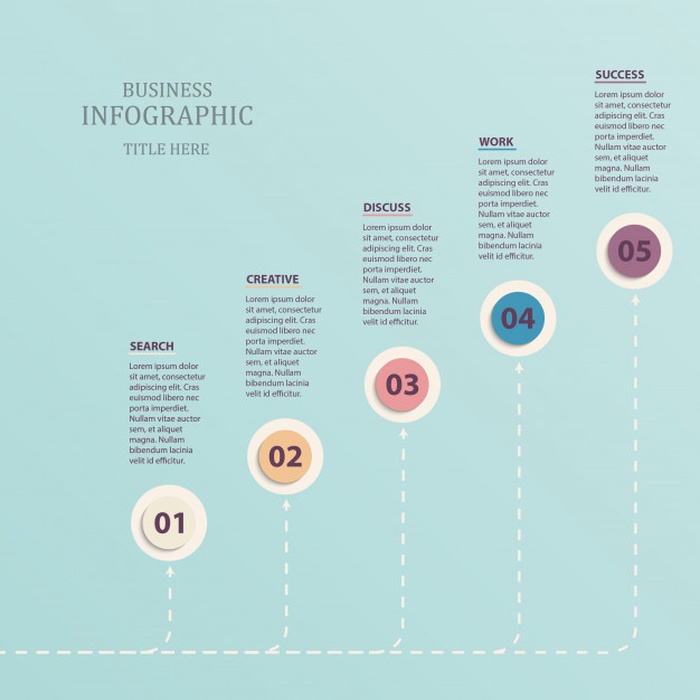 BUSINESS
INFOGRAPHIC
TITLE HERE
SEARCH
Lorem ipsum dolor
sit amet, consectetur
adipiscing elit. Cras
euismod libero nec
porta imperdiet.
Nullam vitae auctor
sem, et aliquet
magna. Nullam
bibendum lacinia
velit id efficitur.
01
CREATIVE
Lorem ipsum dolor
sit amet, consectetur
adipiscing elit. Cras
euismod libero nec
porta imperdiet.
Nullam vitae auctor
sem, et aliquet
magna. Nullam
bibendum lacinia
velit id efficitur.
02
DISCUSS
Lorem ipsum dolor
sit amet, consectetur
adipiscing elit. Cras
euismod libero nec
porta imperdiet.
Nullam vitae auctor
sem, et aliquet
magna. Nullam
bibendum lacinia
velit id efficitur.
03
WORK
Lorem ipsum dolor
sit amet, consectetur
adipiscing elit. Cras
euismod libero nec
porta imperdiet.
Nullam vitae auctor
sem, et aliquet
magna. Nullam
bibendum lacinia
velit id efficitur.
04
SUCCESS
Lorem ipsum dolor
sit amet, consectetur
adipiscing elit. Cras
euismod libero nec
porta imperdiet.
Nullam vitae auctor
sem, et aliquet
magna. Nullam
bibendum lacinia
velit id efficitur.
05